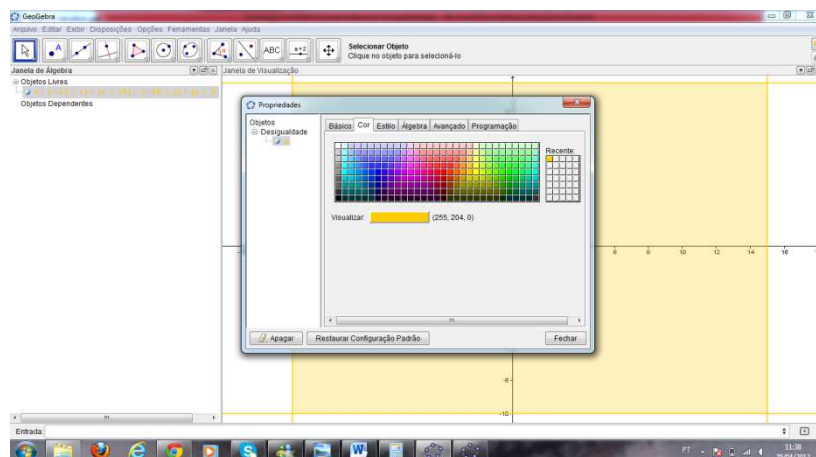 GeoGebra
Arquivo Editar Exibir Disposições Opções Ferramentas Janela Ajuda
ABC a=2
Selecionar Objeto
Clique no objeto para selecioná-lo
Janela de Álgebra
Janela de Visualização
Objetos Livres
Objetos Dependentes
Propriedades
Objetos
Desigualdade
Básico Cor Estilo Álgebra Avançado Programação
Recente:
Visualizar: (255, 204, 0)
6 8 10 12 14 16
-8
-10
Apagar Restaurar Configuração Padrão Fechar
Entrada:
PT 11:38